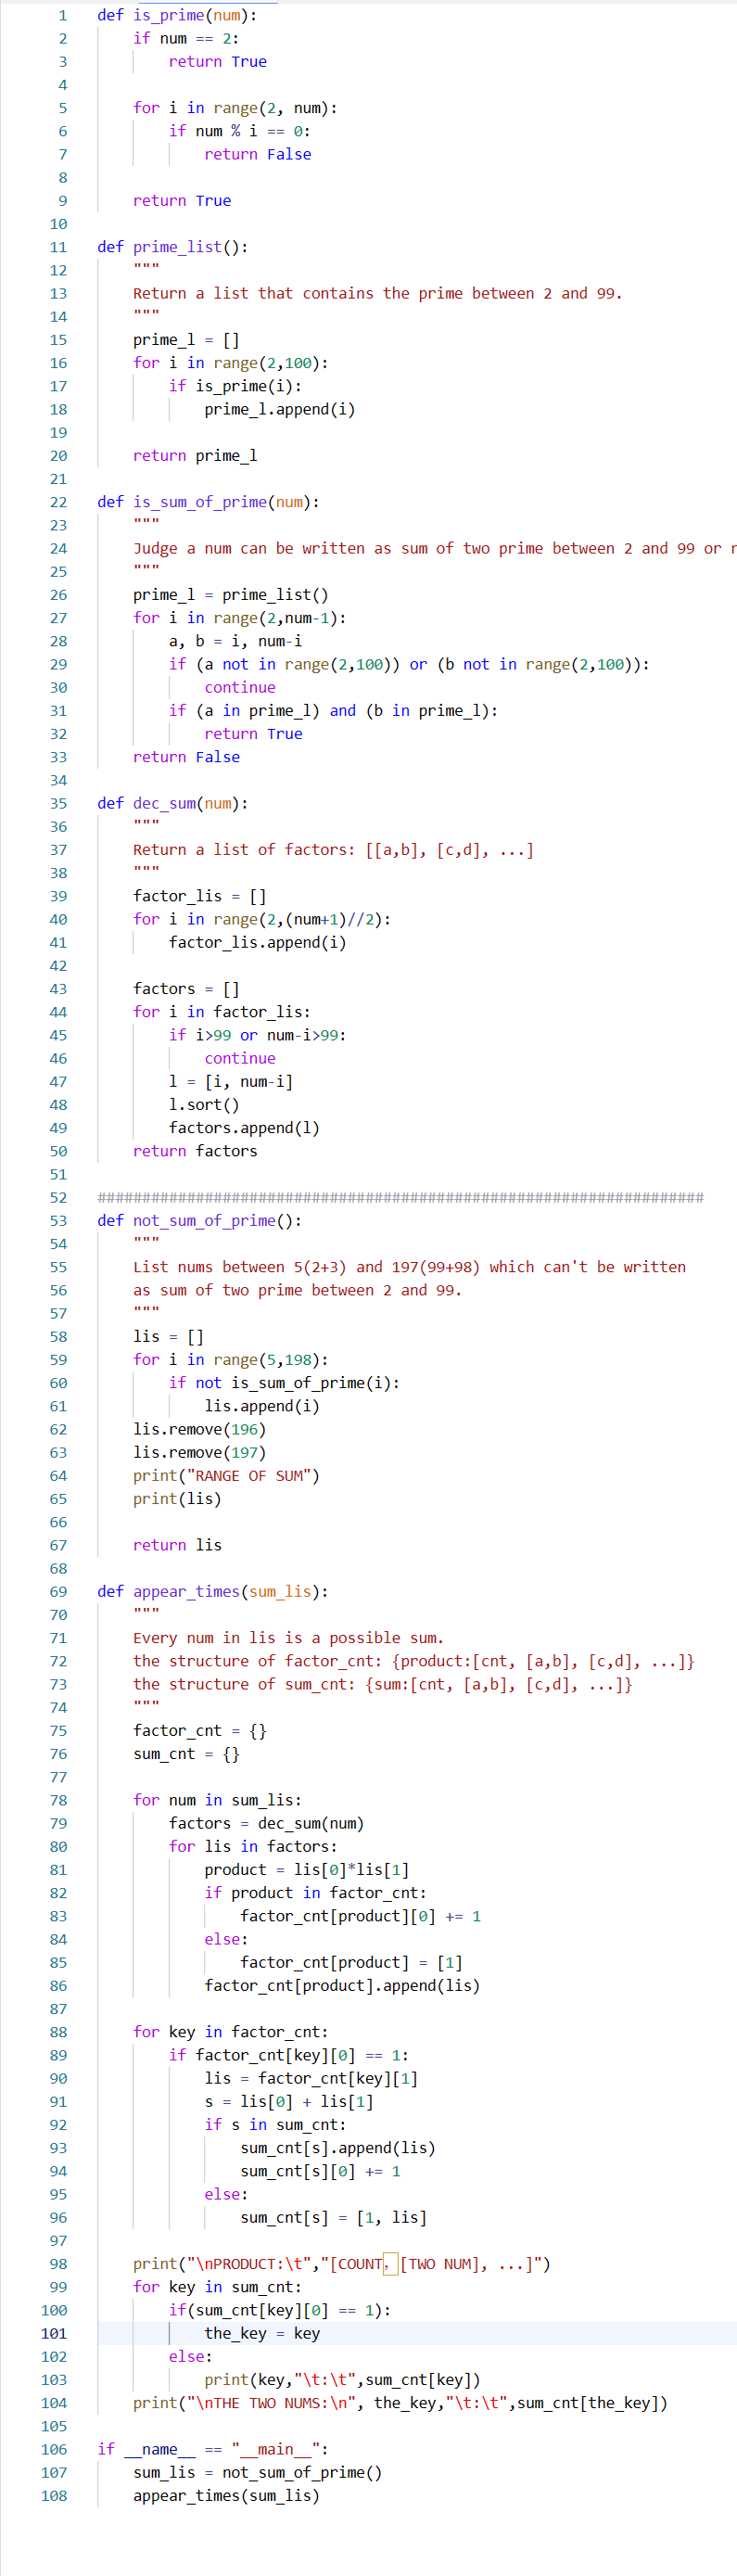 1 def is_prime(num):
2 if num == 2:
3 return True
4
5 for i in range(2, num):
6 if num % i == 0:
7 return False
8
9 return True
10
11 def prime_list():
12 """
13 Return a list that contains the prime between 2 and 99.
14 """
15 prime_l = []
16 for i in range(2,100):
17 if is_prime(i):
18 prime_l.append(i)
19
20 return prime_l
21
22 def is_sum_of_prime(num):
23 """
24 Judge a num can be written as sum of two prime between 2 and 99 or
25 """
26 prime_l = prime_list()
27 for i in range(2,num-1):
28 a, b = i, num-i
29 if (a not in range(2,100)) or (b not in range(2,100)):
30 continue
31 if (a in prime_l) and (b in prime_l):
32 return True
33 return False
34
35 def dec_sum(num):
36 """
37 Return a list of factors: [[a,b], [c,d], ...]
38 """
39 factor_lis = []
40 for i in range(2,(num+1)//2):
41 factor_lis.append(i)
42
43 factors = []
44 for i in factor_lis:
45 if i>99 or num-i>99:
46 continue
47 l = [i, num-i]
48 l.sort()
49 factors.append(l)
50 return factors
51
52 ####################################################################
53 def not_sum_of_prime():
54 """
55 List nums between 5(2+3) and 197(99+98) which can't be written
56 as sum of two prime between 2 and 99.
57 """
58 lis = []
59 for i in range(5,198):
60 if not is_sum_of_prime(i):
61 lis.append(i)
62 lis.remove(196)
63 lis.remove(197)
64 print("RANGE OF SUM")
65 print(lis)
66
67 return lis
68
69 def appear_times(sum_lis):
70 """
71 Every num in lis is a possible sum.
72 the structure of factor_cnt: {product:[cnt, [a,b], [c,d], ...]}
73 the structure of sum_cnt: {sum:[cnt, [a,b], [c,d], ...]}
74 """
75 factor_cnt = {}
76 sum_cnt = {}
77
78 for num in sum_lis:
79 factors = dec_sum(num)
80 for lis in factors:
81 product = lis[0]*lis[1]
82 if product in factor_cnt:
83 factor_cnt[product][0] += 1
84 else:
85 factor_cnt[product] = [1]
86 factor_cnt[product].append(lis)
87
88 for key in factor_cnt:
89 if factor_cnt[key][0] == 1:
90 lis = factor_cnt[key][1]
91 s = lis[0] + lis[1]
92 if s in sum_cnt:
93 sum_cnt[s].append(lis)
94 sum_cnt[s][0] += 1
95 else:
96 sum_cnt[s] = [1, lis]
97
98 print("\nPRODUCT:\t","[COUNT，[TWO NUM], ...]")
99 for key in sum_cnt:
100 if(sum_cnt[key][0] == 1):
101 the_key = key
102 else:
103 print(key,"\t:\t",sum_cnt[key])
104 print("\nTHE TWO NUMS:\n", the_key,"\t:\t",sum_cnt[the_key])
105
106 if __name__ == "__main__":
107 sum_lis = not_sum_of_prime()
108 appear_times(sum_lis)